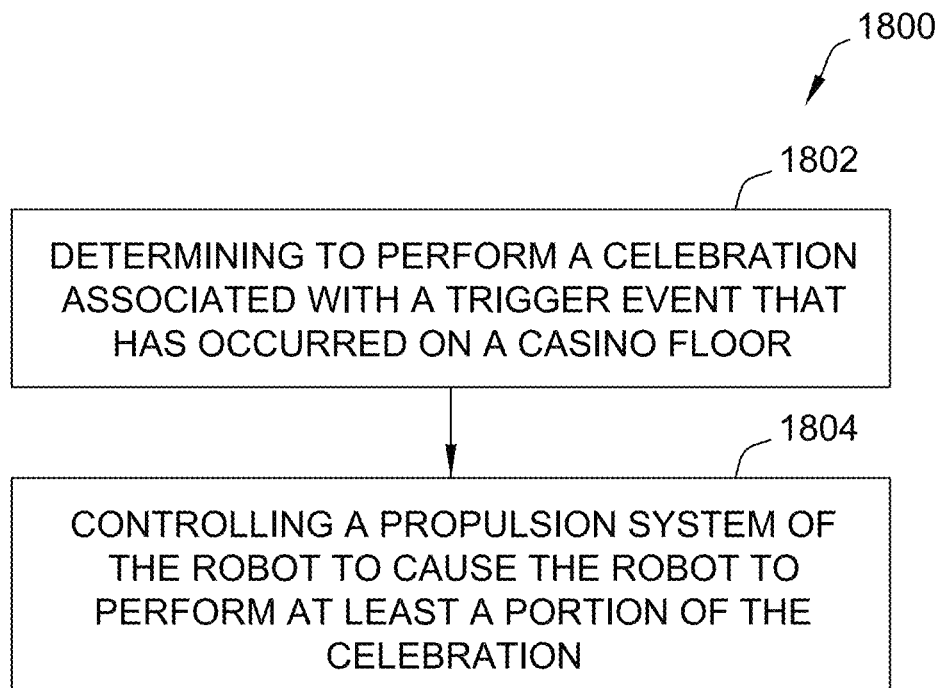 1800
1802
DETERMINING TO PERFORM A CELEBRATION
ASSOCIATED WITH A TRIGGER EVENT THAT
HAS OCCURRED ON A CASINO FLOOR
1804
CONTROLLING A PROPULSION SYSTEM OF
THE ROBOT TO CAUSE THE ROBOT TO
PERFORM AT LEAST A PORTION OF THE
CELEBRATION